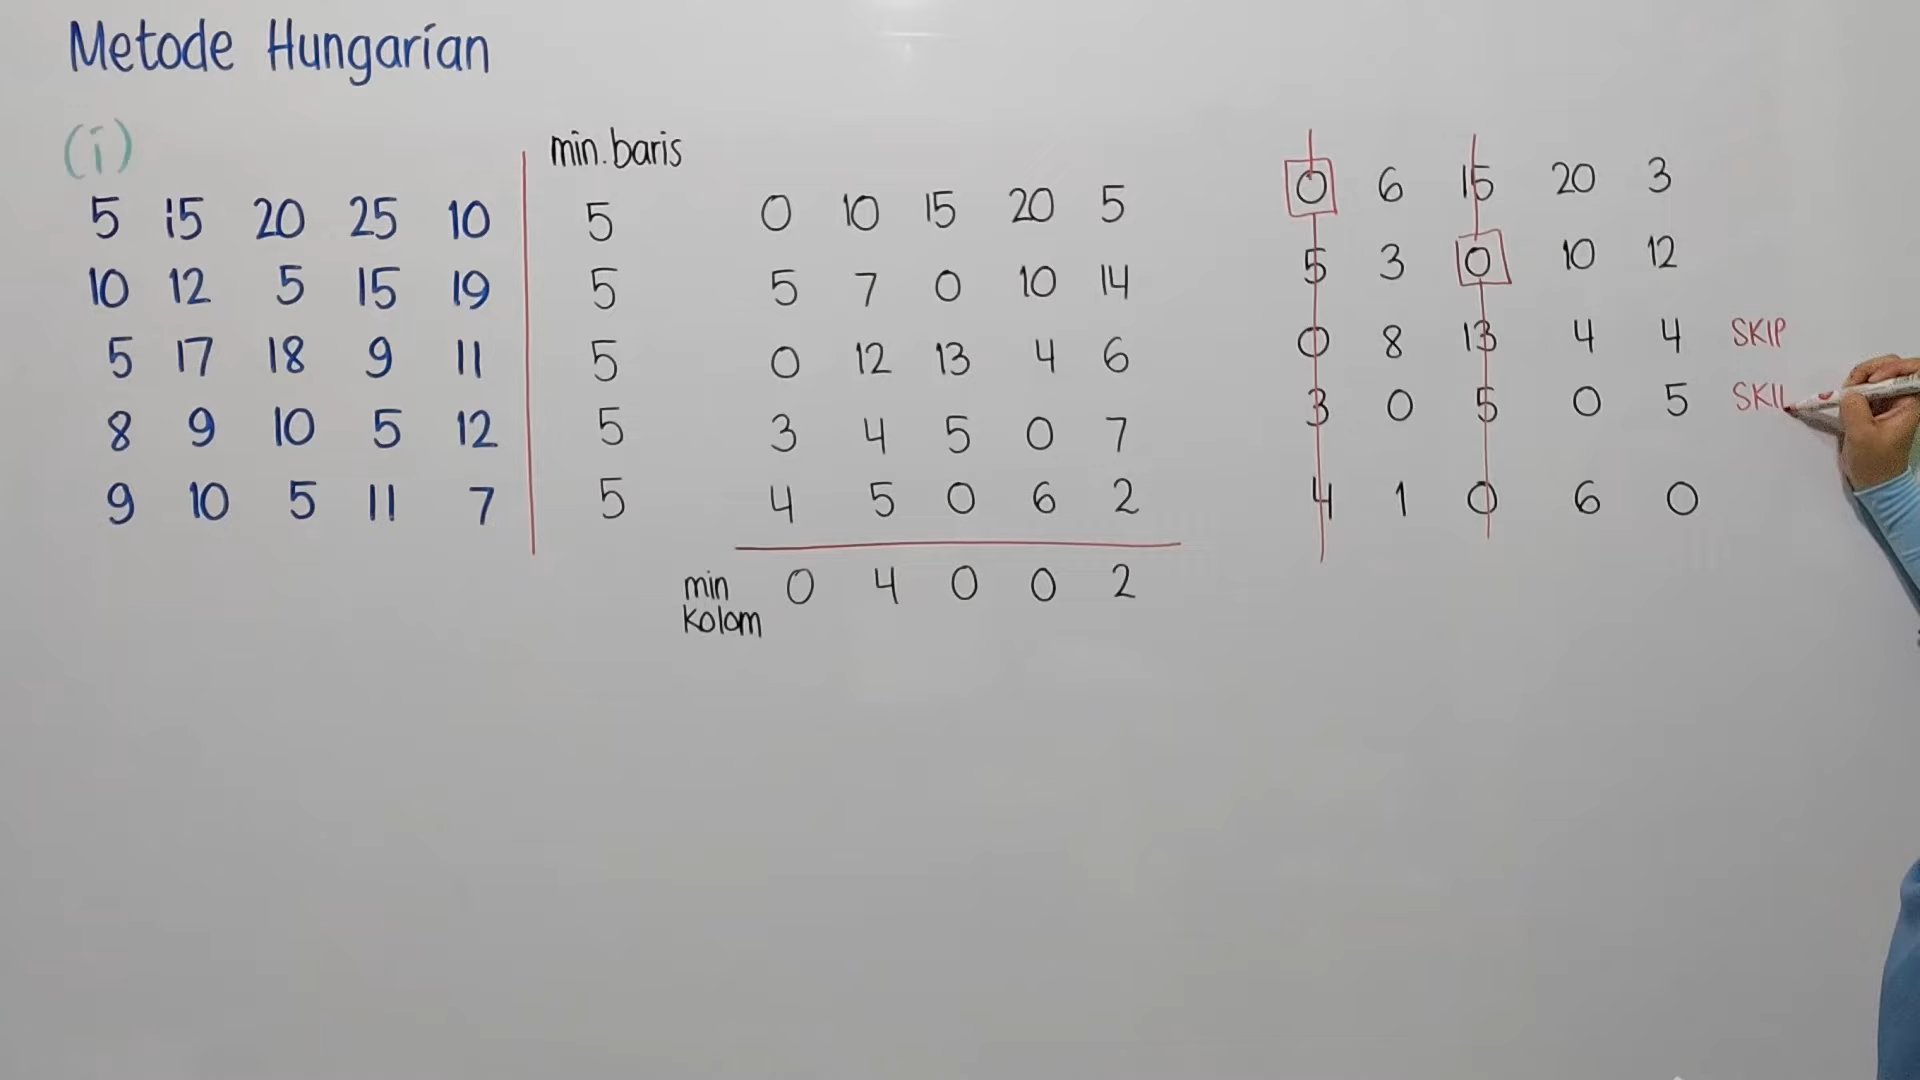 Metode Hungarian
(i)
min.baris
5 15 20 25 10 5
10 12 5 15 19 5
5 17 18 9 11 5
8 9 10 5 12 5
9 10 5 11 7 5
0 10 15 20 5
5 7 0 10 14
0 12 13 4 6
3 4 5 0 7
4 5 0 6 2
min kolom 0 4 0 0 2
0 6 15 20 3
5 3 0 10 12
0 8 13 4 4 SKIP
3 0 5 0 5 SKI
4 1 0 6 0